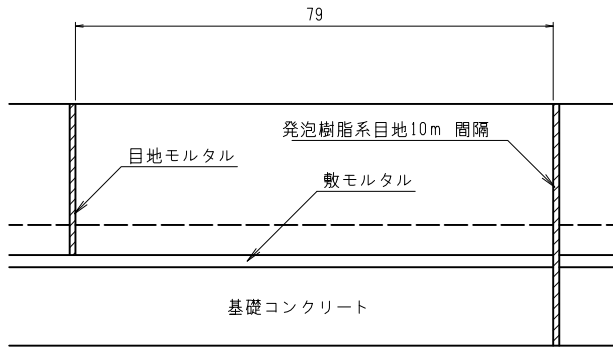 79
発泡樹脂系目地10m 間隔
目地モルタル
敷モルタル
基礎コンクリート